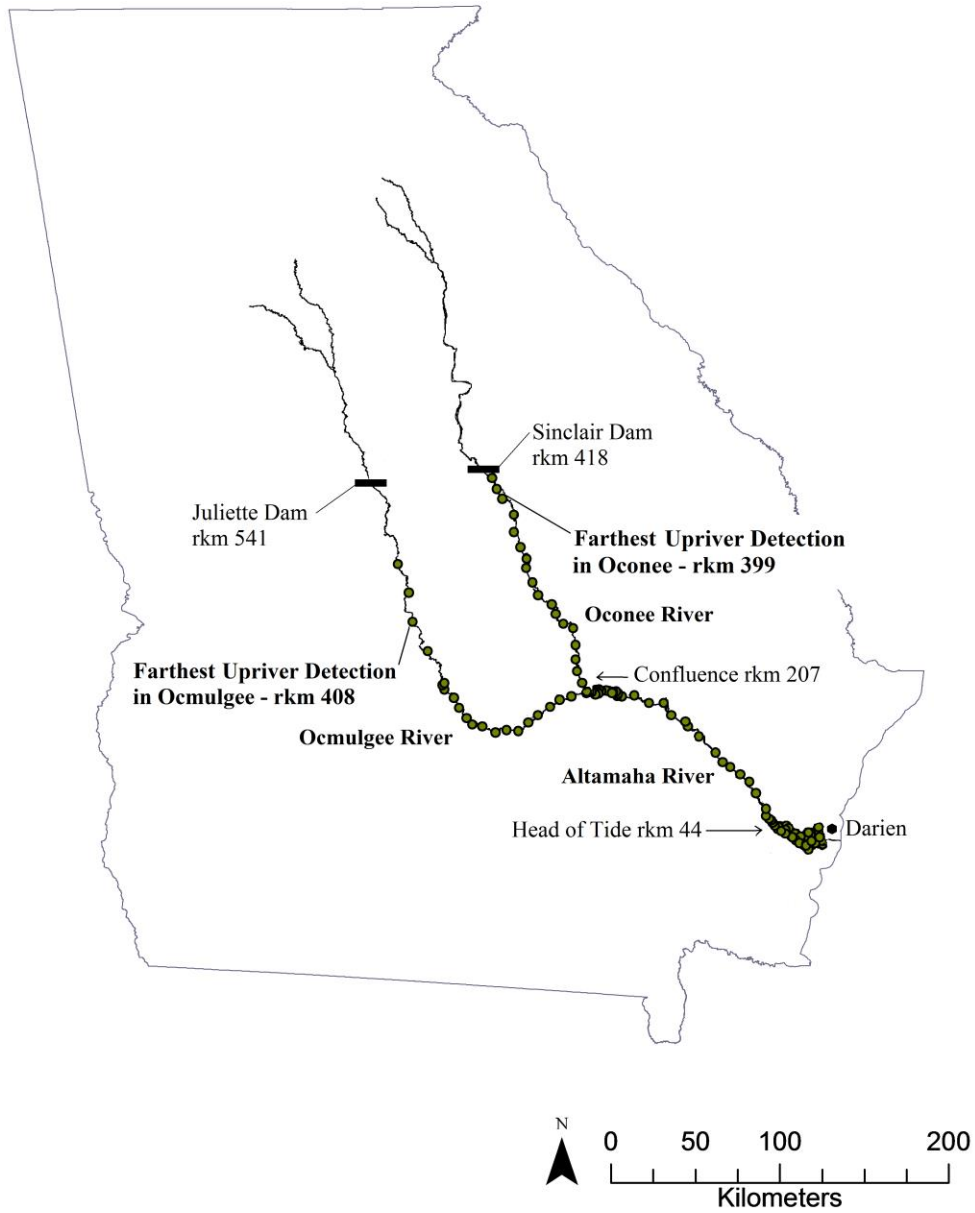 Sinclair Dam
rkm 418
Juliette Dam
rkm 541
Farthest Upriver Detection
in Oconee - rkm 399
Oconee River
Farthest Upriver Detection
in Ocmulgee - rkm 408
Confluence rkm 207
Ocmulgee River
Altamaha River
Head of Tide rkm 44
Darien
N
0 50 100 200
Kilometers